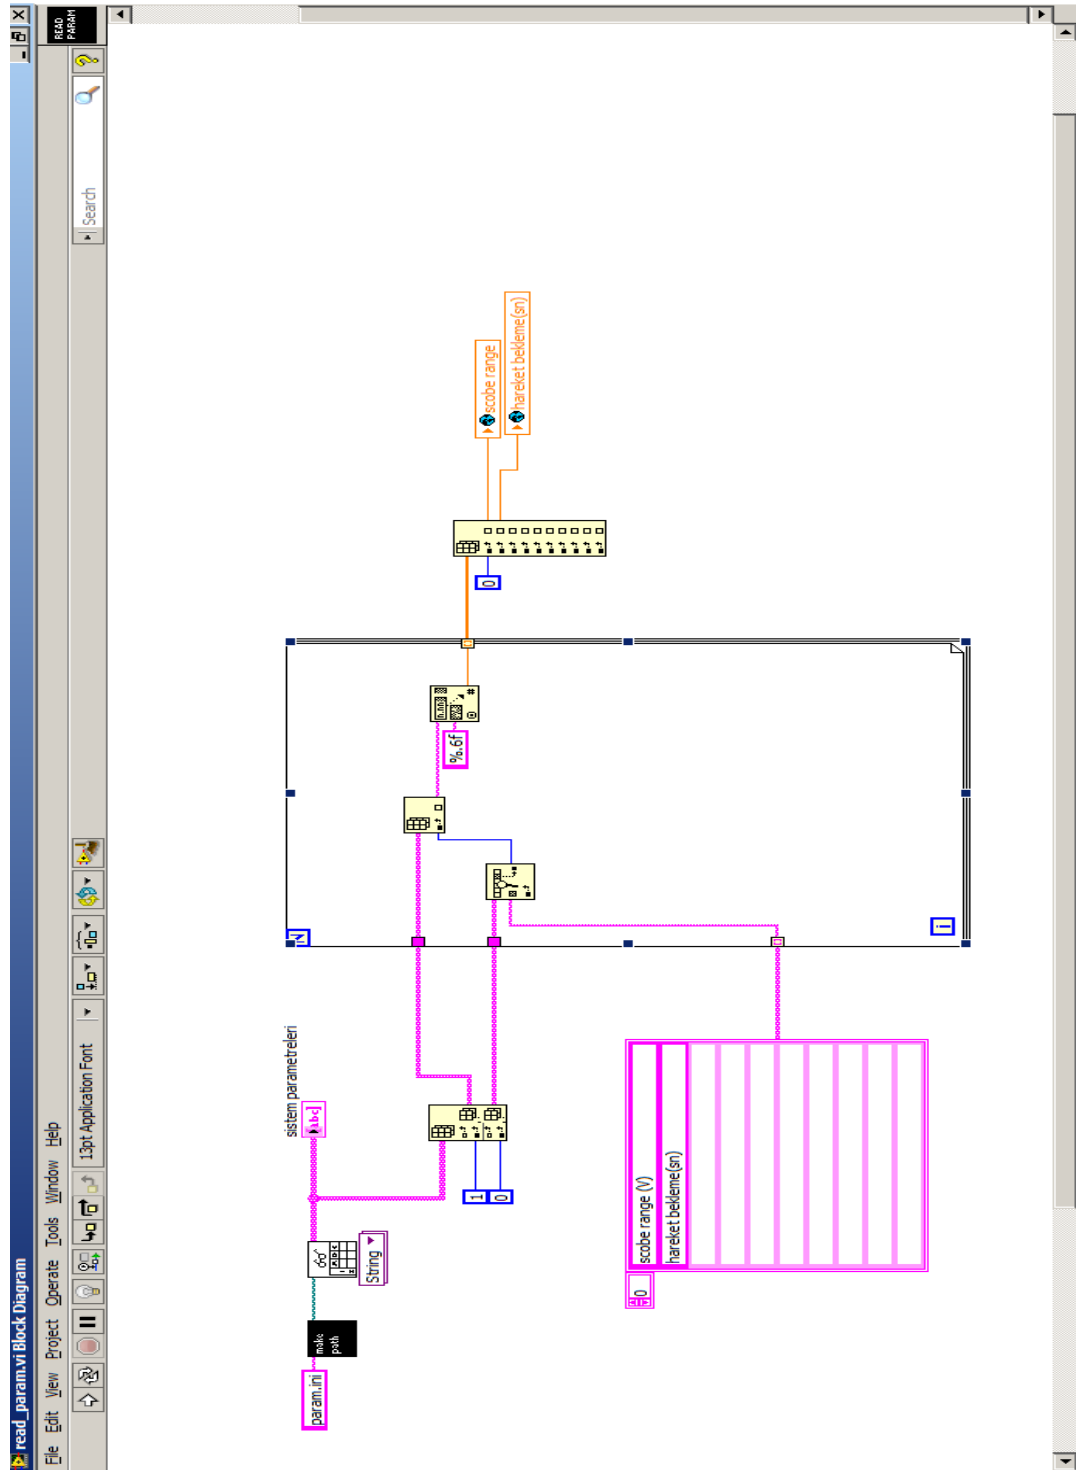 read_param.vi Block Diagram
File Edit View Project Operate Tools Window Help
READ
PARAM
13pt Application Font
Search
?
param.ini
make
path
String
sistem parametreleri
[abc]
1
0
0
scobe range (V)
hareket bekleme(sn)
N
i
%.6f
0
scobe range
hareket bekleme(sn)